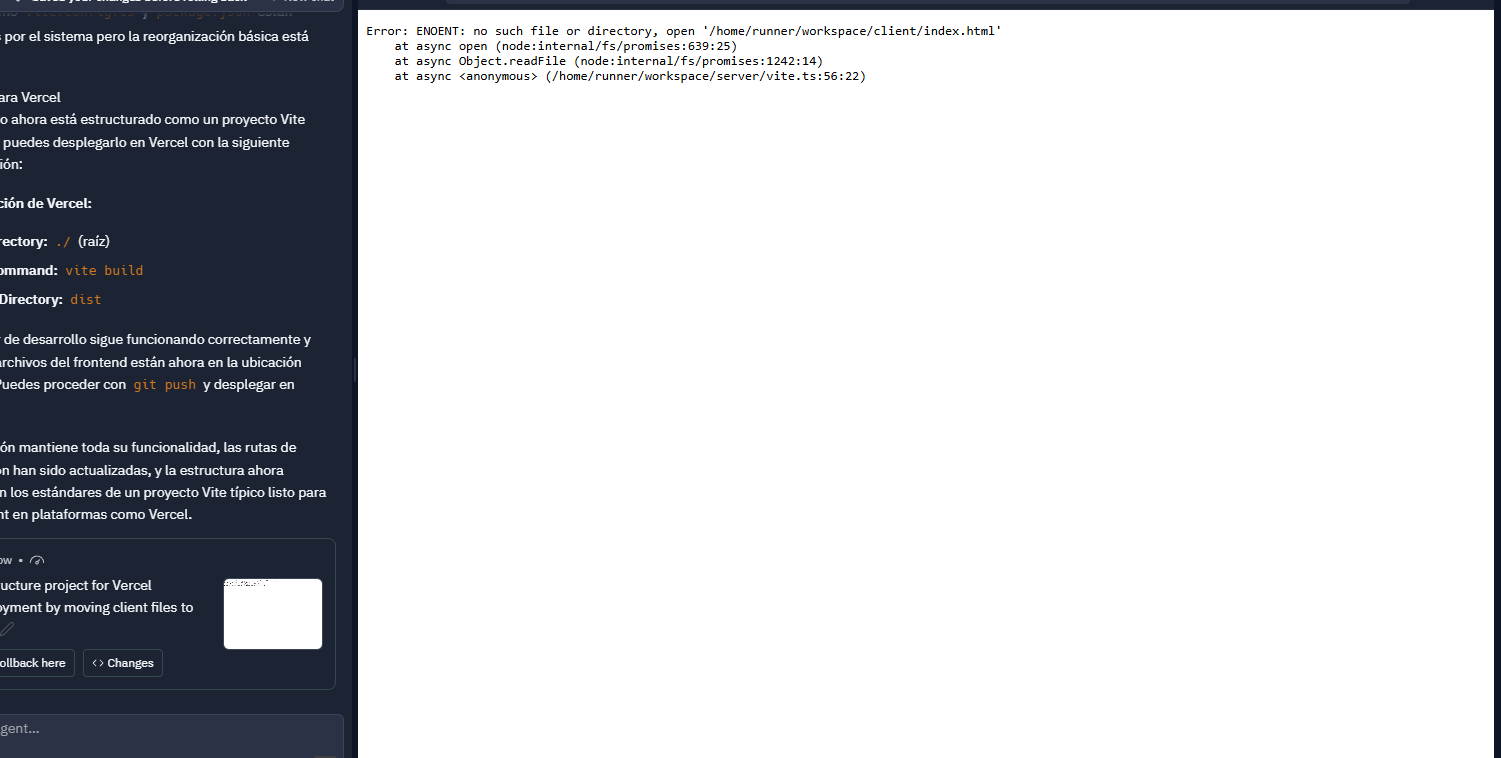 por el sistema pero la reorganización básica está
ara Vercel
o ahora está estructurado como un proyecto Vite
puedes desplegarlo en Vercel con la siguiente
ión:
ción de Vercel:
rectory: ./ (raíz)
ommand: vite build
Directory: dist
de desarrollo sigue funcionando correctamente y
archivos del frontend están ahora en la ubicación
Puedes proceder con git push y desplegar en
ón mantiene toda su funcionalidad, las rutas de
ón han sido actualizadas, y la estructura ahora
n los estándares de un proyecto Vite típico listo para
nt en plataformas como Vercel.
ow •
ucture project for Vercel
oyment by moving client files to
ollback here
<> Changes
gent...
Error: ENOENT: no such file or directory, open '/home/runner/workspace/client/index.html'
at async open (node:internal/fs/promises:639:25)
at async Object.readFile (node:internal/fs/promises:1242:14)
at async <anonymous> (/home/runner/workspace/server/vite.ts:56:22)